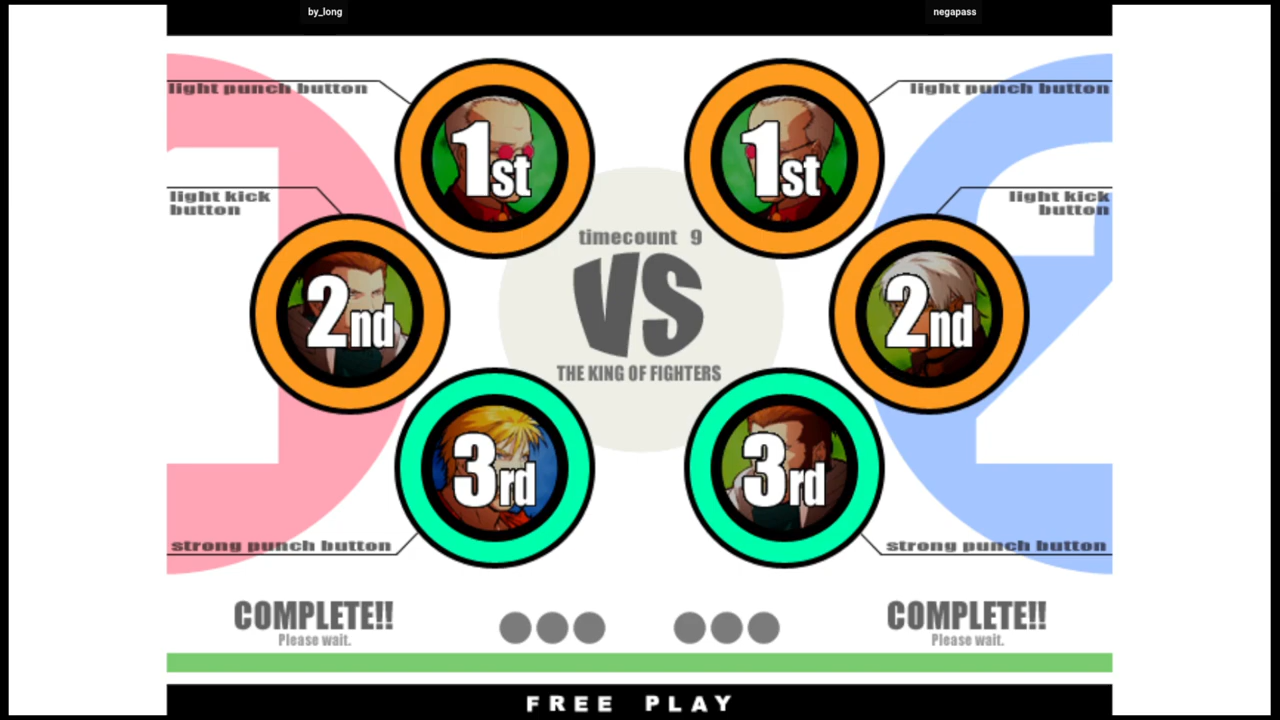 by_long
negapass
light punch button
light punch button
1st
1st
light kick
button
light kick
button
timecount 9
VS
THE KING OF FIGHTERS
2nd
2nd
3rd
3rd
strong punch button
strong punch button
COMPLETE!!
Please wait.
COMPLETE!!
Please wait.
FREE PLAY